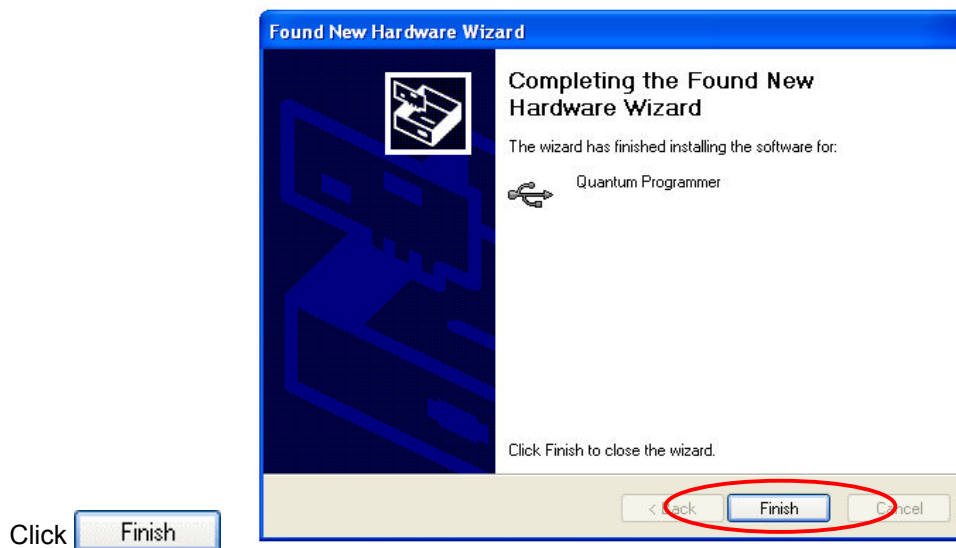 Found New Hardware Wizard
Completing the Found New
Hardware Wizard
The wizard has finished installing the software for:
Quantum Programmer
Click Finish to close the wizard.
< Back Finish Cancel
Click Finish